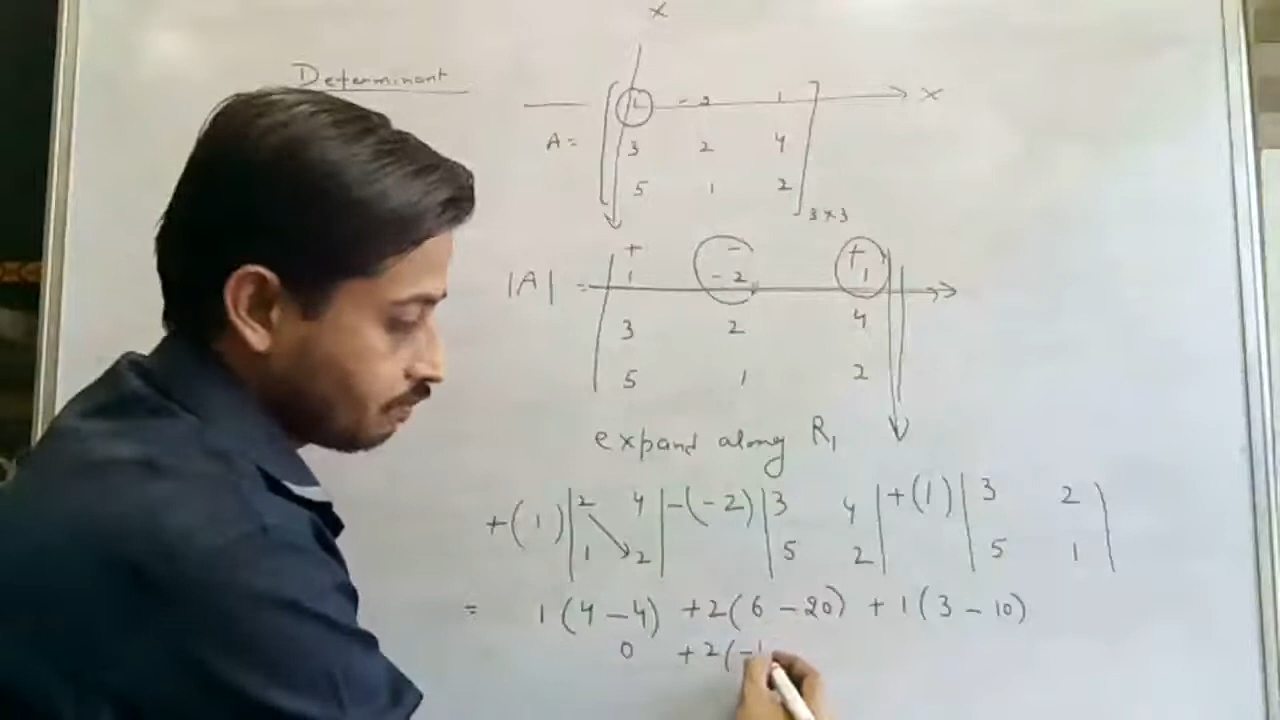 x
Determinant
1 -2 1 x
A = 3 2 4
5 1 2 3×3
+ - +
|A| = 1 -2 1
3 2 4
5 1 2
expand along R₁
+(1) | 2 4 | -(-2) | 3 4 | +(1) | 3 2 |
1 2 5 2 5 1
= 1(4-4) +2(6-20) + 1(3-10)
0 +2(-1